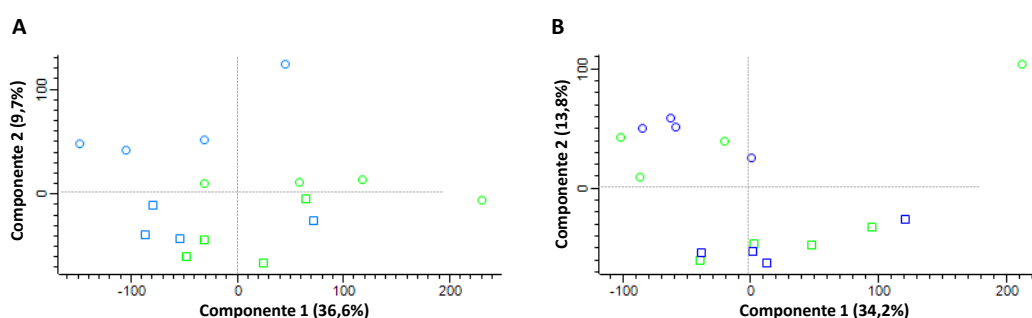 A
Componente 2 (9,7%)
100
0
-100
0
100
200
Componente 1 (36,6%)
B
Componente 2 (13,8%)
100
0
-100
0
100
200
Componente 1 (34,2%)